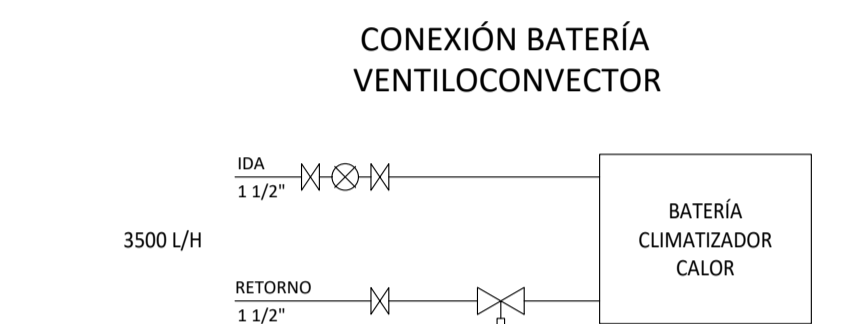 CONEXIÓN BATERÍA
VENTILOCONVECTOR
IDA
1 1/2"
3500 L/H
BATERÍA
CLIMATIZADOR
CALOR
RETORNO
1 1/2"